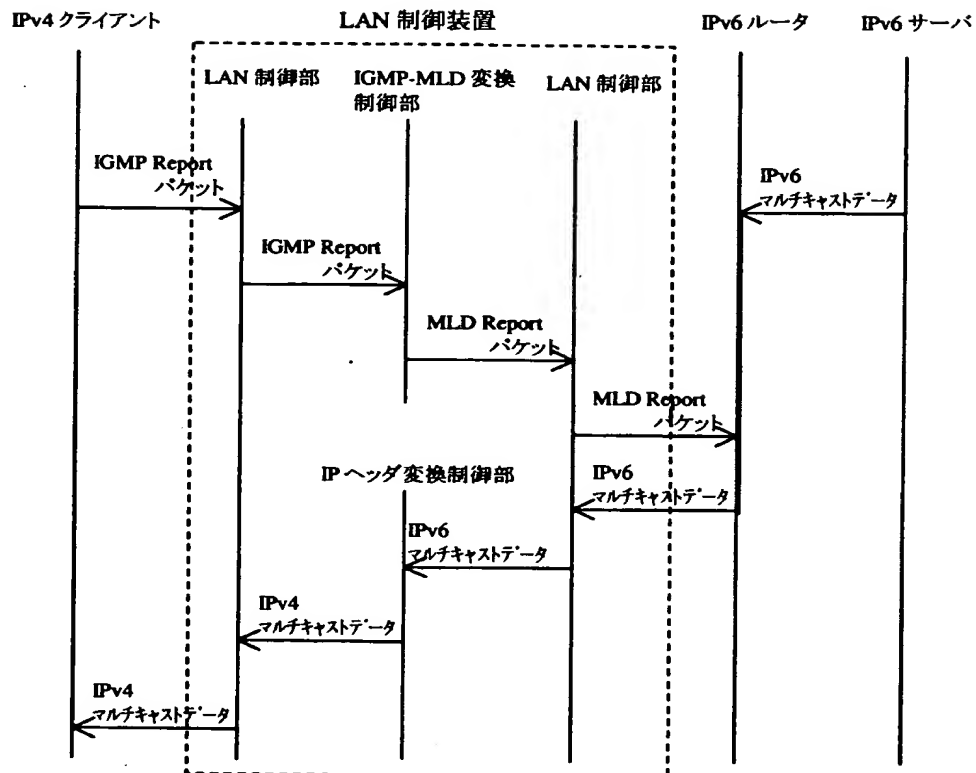 IPv4 クライアント
LAN 制御装置
IPv6 ルータ
IPv6 サーバ
LAN 制御部
IGMP-MLD 変換
制御部
LAN 制御部
IGMP Report
パケット
IPv6
マルチキャストデータ
IGMP Report
パケット
MLD Report
パケット
MLD Report
パケット
IP ヘッダ変換制御部
IPv6
マルチキャストデータ
IPv6
マルチキャストデータ
IPv4
マルチキャストデータ
IPv4
マルチキャストデータ